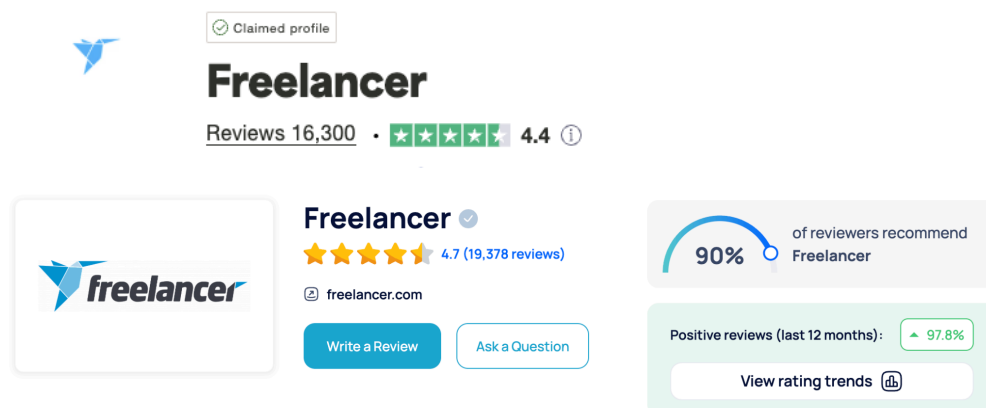 Claimed profile
Freelancer
Reviews 16,300 • 4.4
Freelancer
4.7 (19,378 reviews)
freelancer
freelancer.com
Write a Review
Ask a Question
90%
of reviewers recommend
Freelancer
Positive reviews (last 12 months):
97.8%
View rating trends